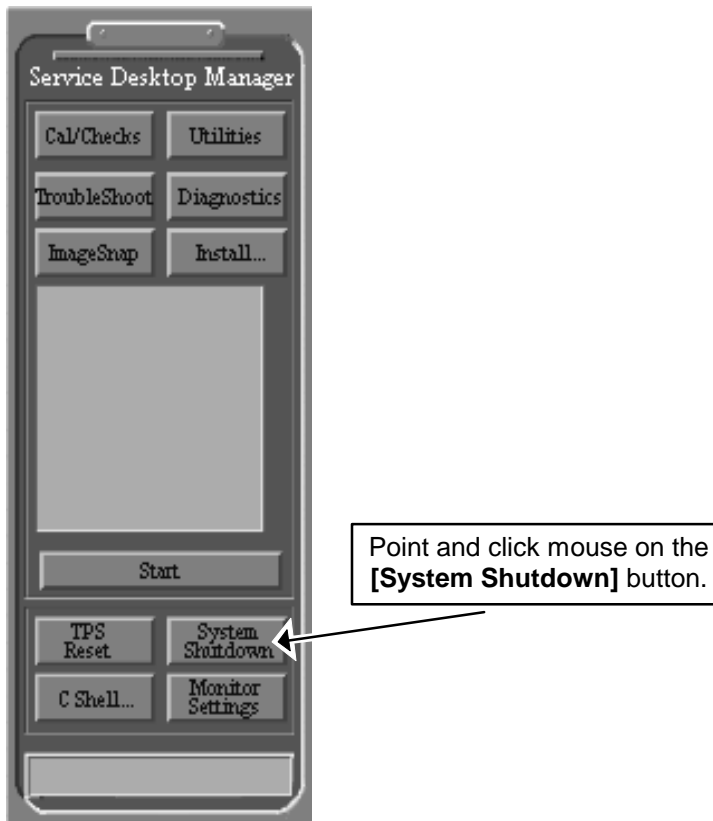 Service Desktop Manager
Cal/Checks Utilities
TroubleShoot Diagnostics
ImageSnap Install...
Start
Point and click mouse on the
[System Shutdown] button.
TPS
Reset
System
Shutdown
C Shell...
Monitor
Settings